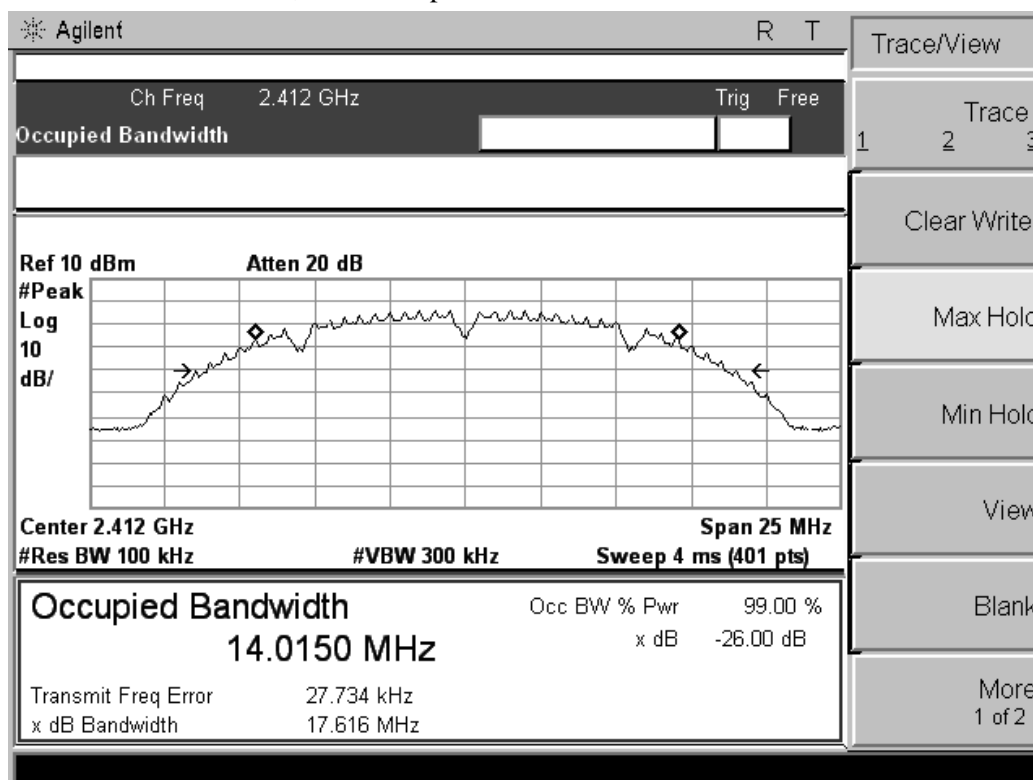 Agilent R T
Trace/View
Ch Freq 2.412 GHz Trig Free
Occupied Bandwidth
Trace
1 2 3
Clear Write
Ref 10 dBm Atten 20 dB
#Peak
Log
10
dB/
Max Hold
Min Hold
View
Center 2.412 GHz Span 25 MHz
#Res BW 100 kHz #VBW 300 kHz Sweep 4 ms (401 pts)
Occupied Bandwidth
14.0150 MHz
Occ BW % Pwr 99.00 %
x dB -26.00 dB
Blank
Transmit Freq Error 27.734 kHz
x dB Bandwidth 17.616 MHz
More
1 of 2